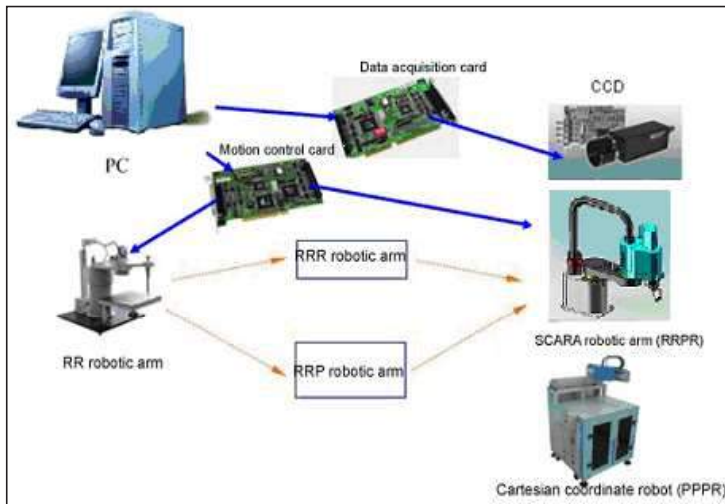 Data acquisition card
CCD
PC
Motion control card
RRR robotic arm
RR robotic arm
SCARA robotic arm (RRPR)
RRP robotic arm
Cartesian coordinate robot (PPPR)